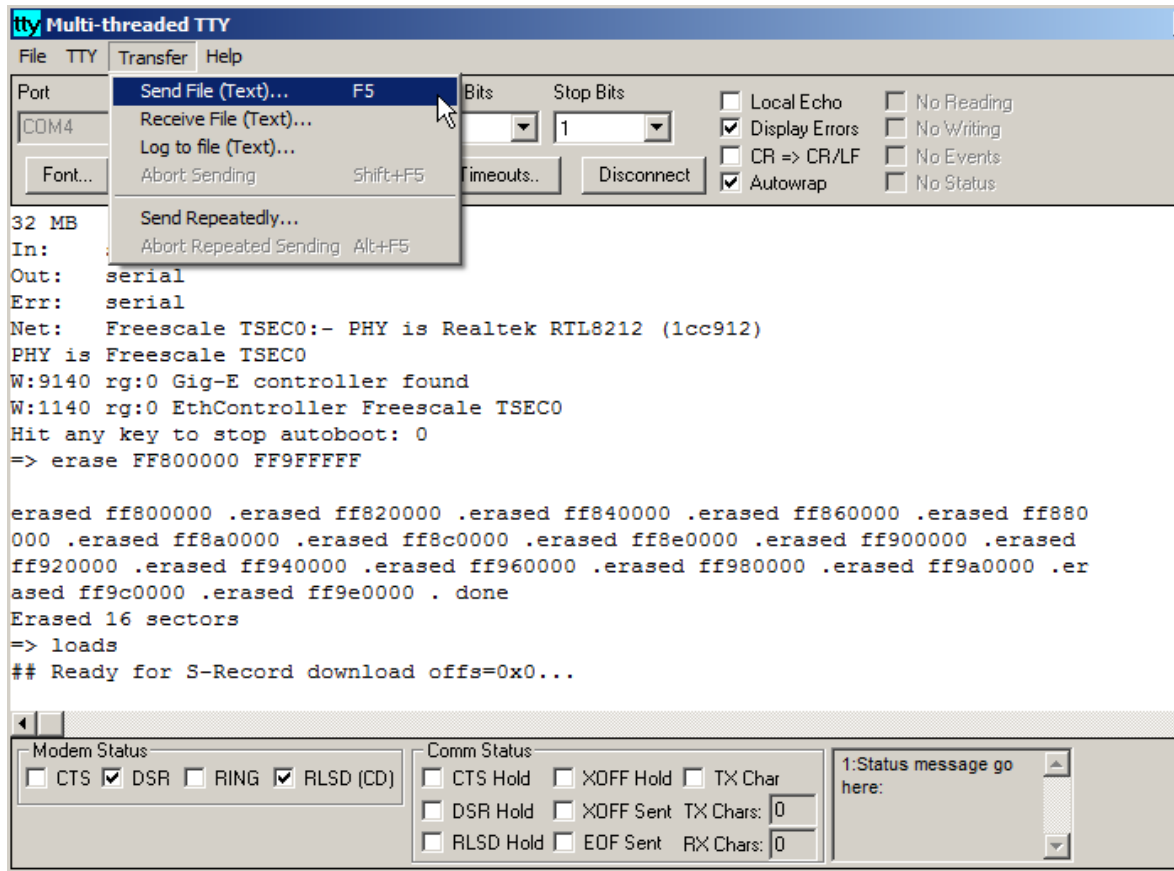 tty Multi-threaded TTY
File TTY Transfer Help
Send File (Text)... F5
Receive File (Text)...
Log to file (Text)...
Abort Sending Shift+F5
Send Repeatedly...
Abort Repeated Sending Alt+F5
Port Bits Stop Bits
COM4 1
Font... Timeouts.. Disconnect
Local Echo No Reading
Display Errors No Writing
CR => CR/LF No Events
Autowrap No Status
32 MB
In:
Out: serial
Err: serial
Net: Freescale TSEC0:- PHY is Realtek RTL8212 (1cc912)
PHY is Freescale TSEC0
W:9140 rg:0 Gig-E controller found
W:1140 rg:0 EthController Freescale TSEC0
Hit any key to stop autoboot: 0
=> erase FF800000 FF9FFFFF
erased ff800000 .erased ff820000 .erased ff840000 .erased ff860000 .erased ff880
000 .erased ff8a0000 .erased ff8c0000 .erased ff8e0000 .erased ff900000 .erased
ff920000 .erased ff940000 .erased ff960000 .erased ff980000 .erased ff9a0000 .er
ased ff9c0000 .erased ff9e0000 . done
Erased 16 sectors
=> loads
## Ready for S-Record download offs=0x0...
Modem Status
CTS DSR RING RLSD (CD)
Comm Status
CTS Hold XOFF Hold TX Char
DSR Hold XOFF Sent TX Chars: 0
RLSD Hold EOF Sent RX Chars: 0
1:Status message go
here: